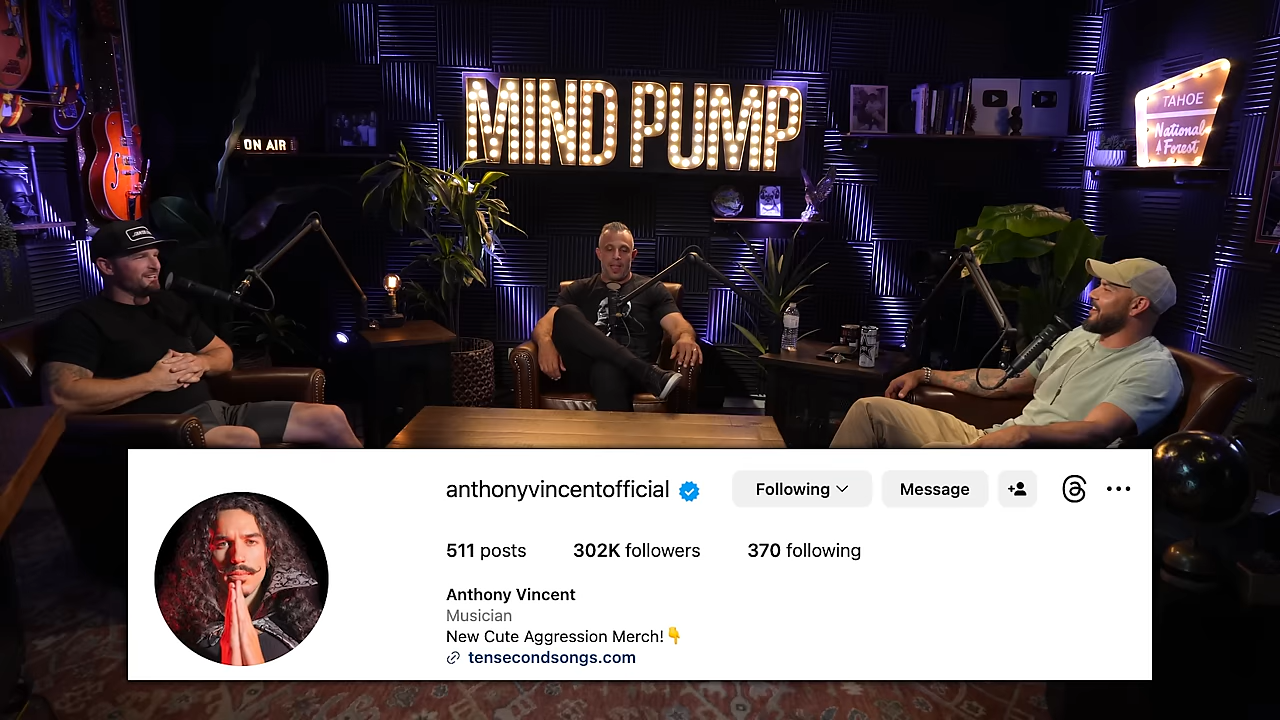 MIND PUMP
ON AIR
TAHOE
National
Forest
anthonyvincentofficial
Following
Message
511 posts
302K followers
370 following
Anthony Vincent
Musician
New Cute Aggression Merch!👇
tensecondsongs.com